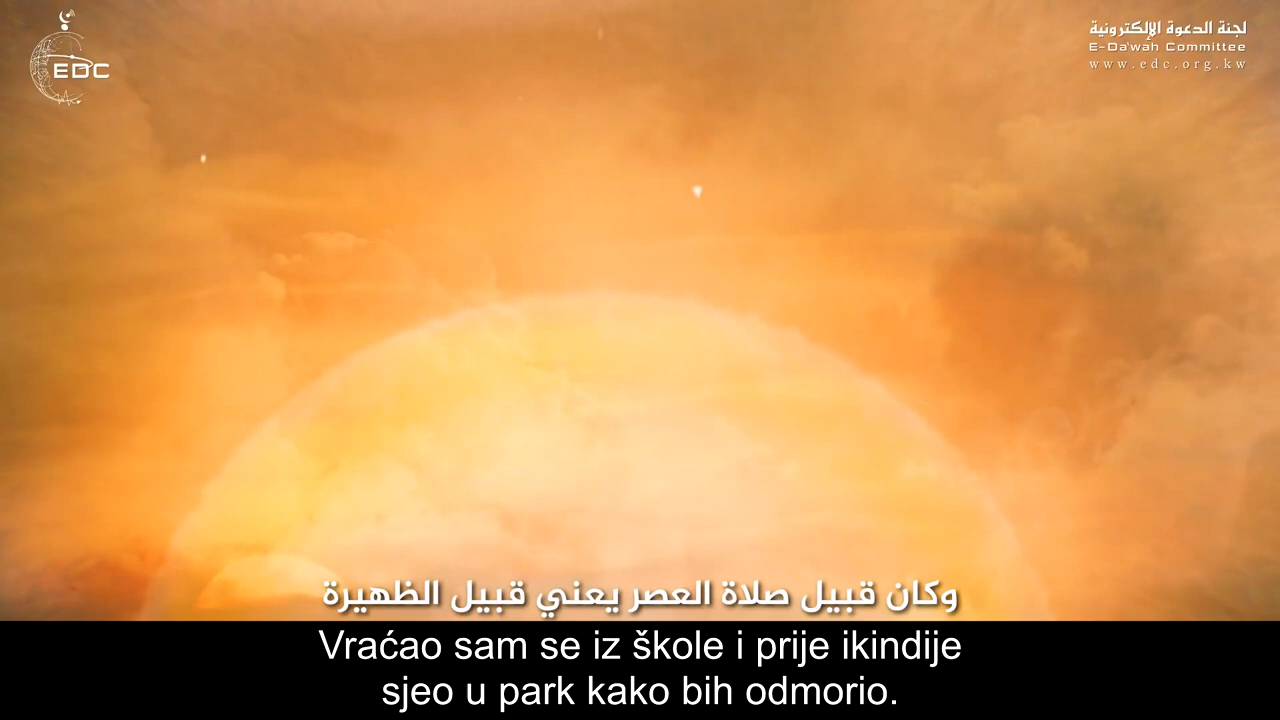 EDC
لجنة الدعوة الإلكترونية
E-Da'wah Committee
www.edc.org.kw
وكان قبيل صلاة العصر يعني قبيل الظهيرة
Vraćao sam se iz škole i prije ikindije
sjeo u park kako bih odmorio.